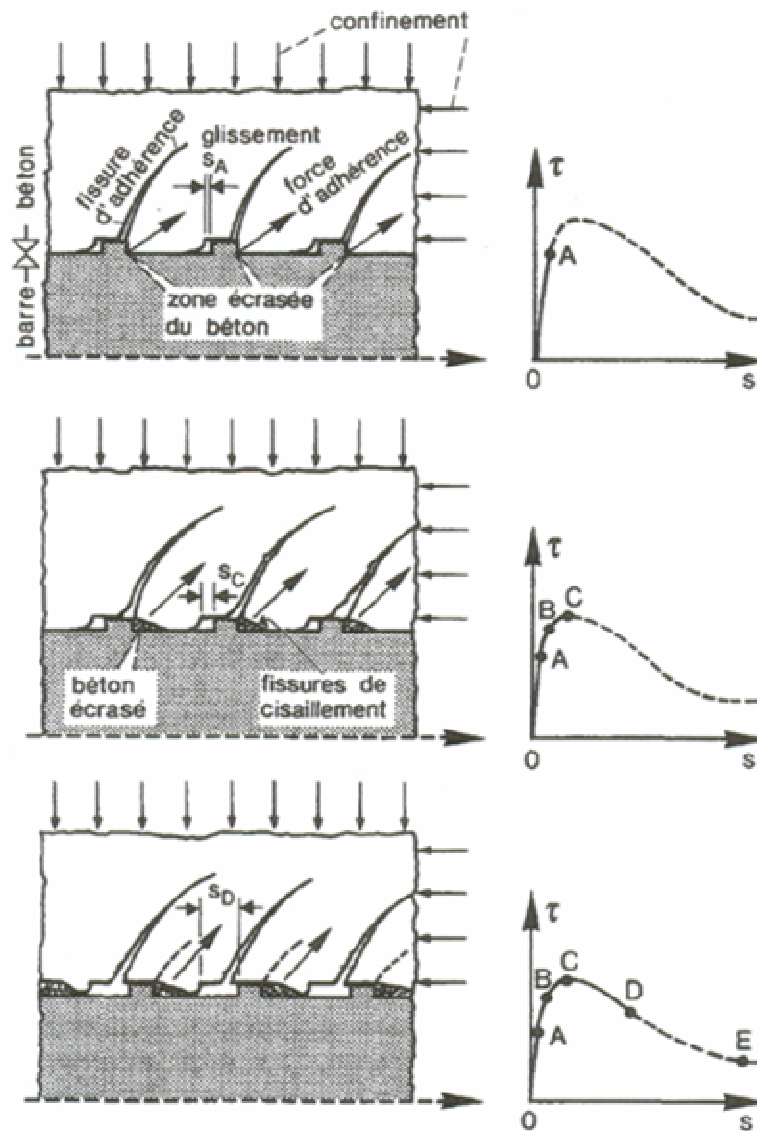 confinement
glissement
s_A
fissure
d'adhérence
force
d'adhérence
béton
barre
zone écrasée
du béton
τ
A
0
s
s_C
béton
écrasé
fissures de
cisaillement
τ
C
B
A
0
s
s_D
τ
C
B
D
A
E
0
s